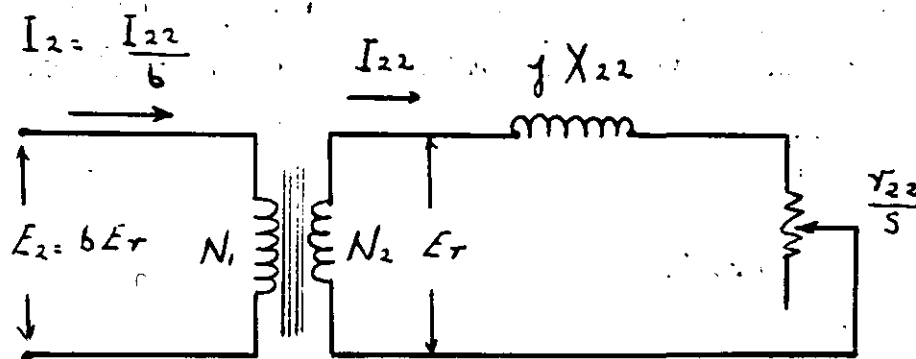 I₂ = I₂₂ / b
I₂₂
j X₂₂
E₂ = b Eᵣ
N₁
N₂
Eᵣ
r₂₂ / S